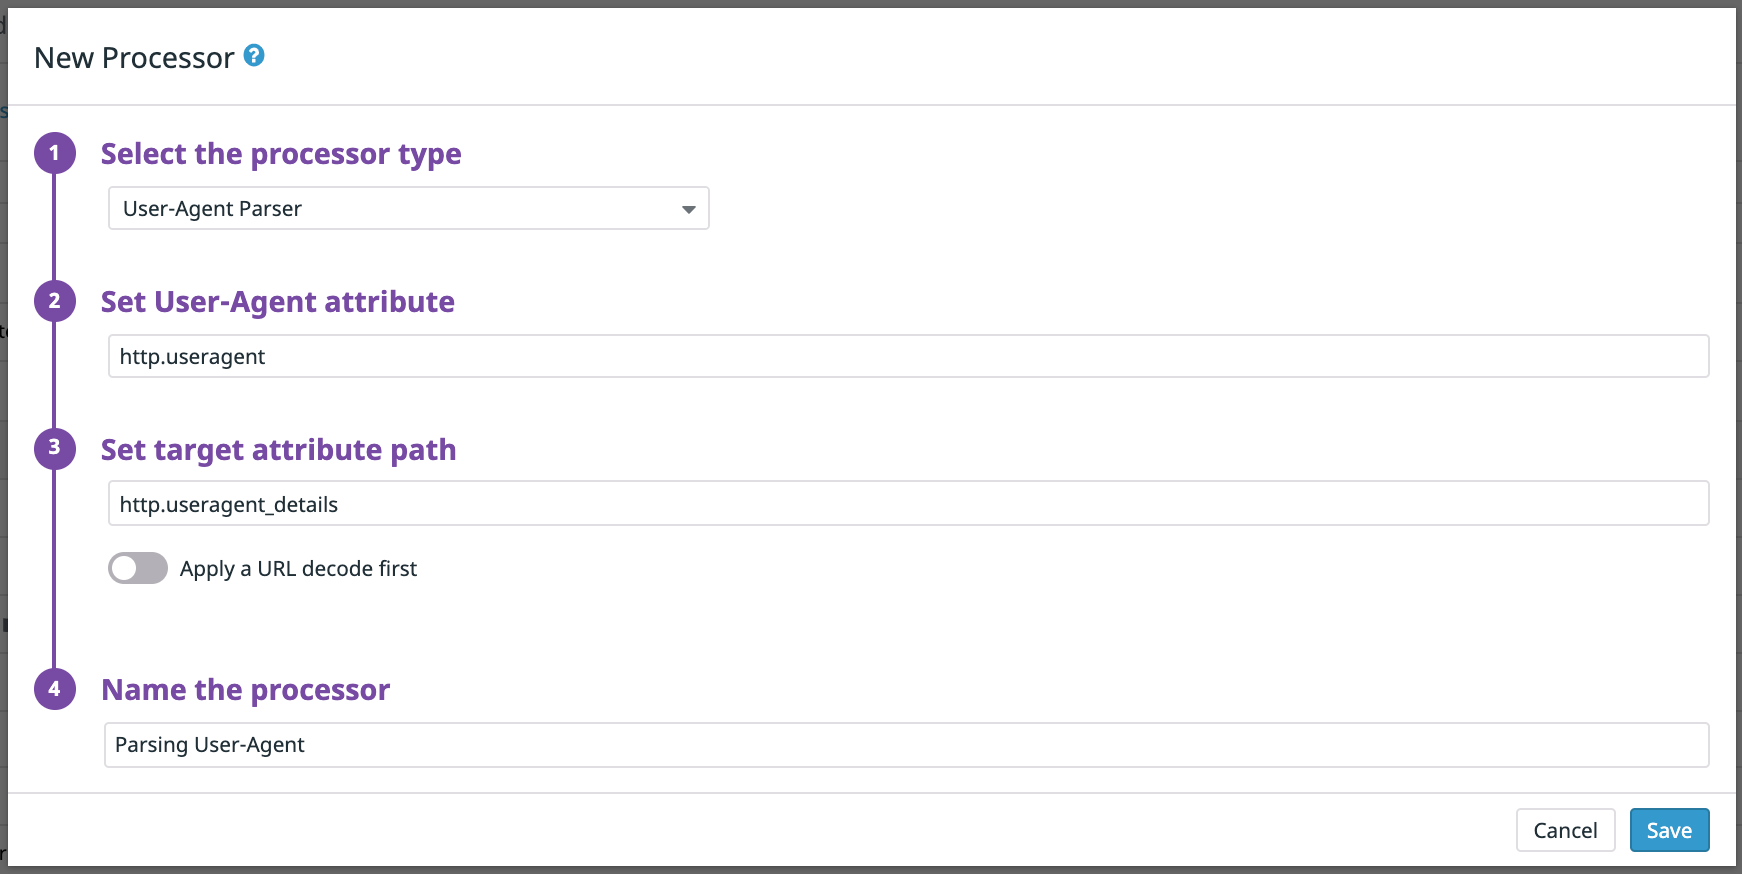 New Processor ?
1 Select the processor type
User-Agent Parser
2 Set User-Agent attribute
http.useragent
3 Set target attribute path
http.useragent_details
Apply a URL decode first
4 Name the processor
Parsing User-Agent
Cancel Save